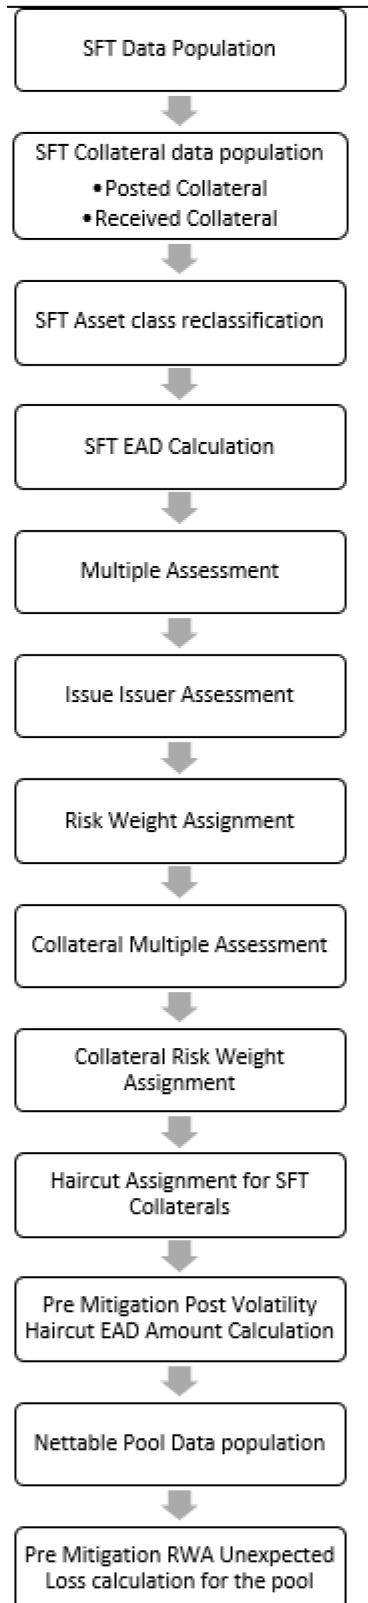 SFT Data Population
SFT Collateral data population
•Posted Collateral
•Received Collateral
SFT Asset class reclassification
SFT EAD Calculation
Multiple Assessment
Issue Issuer Assessment
Risk Weight Assignment
Collateral Multiple Assessment
Collateral Risk Weight
Assignment
Haircut Assignment for SFT
Collaterals
Pre Mitigation Post Volatility
Haircut EAD Amount Calculation
Nettable Pool Data population
Pre Mitigation RWA Unexpected
Loss calculation for the pool